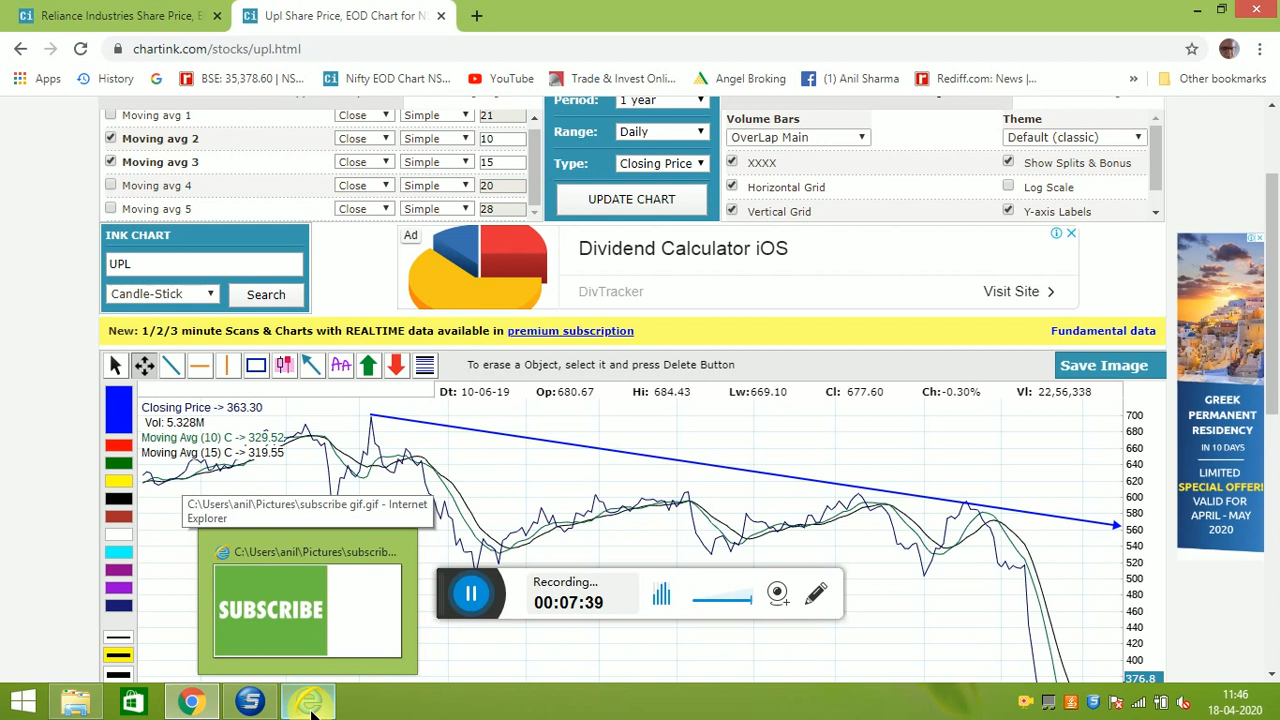 Reliance Industries Share Price, E
Upl Share Price, EOD Chart for N
chartink.com/stocks/upl.html
Apps
History
BSE: 35,378.60 | NS...
Nifty EOD Chart NS...
YouTube
Trade & Invest Onli...
Angel Broking
(1) Anil Sharma
Rediff.com: News |...
»
Other bookmarks
Moving avg 1 Close Simple 21
Moving avg 2 Close Simple 10
Moving avg 3 Close Simple 15
Moving avg 4 Close Simple 20
Moving avg 5 Close Simple 28
Period: 1 year
Range: Daily
Type: Closing Price
UPDATE CHART
Volume Bars
OverLap Main
XXXX
Horizontal Grid
Vertical Grid
Theme
Default (classic)
Show Splits & Bonus
Log Scale
Y-axis Labels
INK CHART
UPL
Candle-Stick
Search
Ad
Dividend Calculator iOS
DivTracker
Visit Site
New: 1/2/3 minute Scans & Charts with REALTIME data available in premium subscription
Fundamental data
To erase a Object, select it and press Delete Button
Save Image
Dt: 10-06-19 Op:680.67 Hi: 684.43 Lw:669.10 Cl: 677.60 Ch:-0.30% Vl: 22,56,338
Closing Price -> 363.30
Vol: 5.328M
Moving Avg (10) C -> 329.52
Moving Avg (15) C -> 319.55
700
680
660
640
620
600
580
560
540
520
500
480
460
440
420
400
376.8
C:\Users\anil\Pictures\subscribe gif.gif - Internet
Explorer
C:\Users\anil\Pictures\subscrib...
SUBSCRIBE
Recording...
00:07:39
GREEK
PERMANENT
RESIDENCY
IN 10 DAYS
LIMITED
SPECIAL OFFER
VALID FOR
APRIL - MAY
2020
11:46
18-04-2020